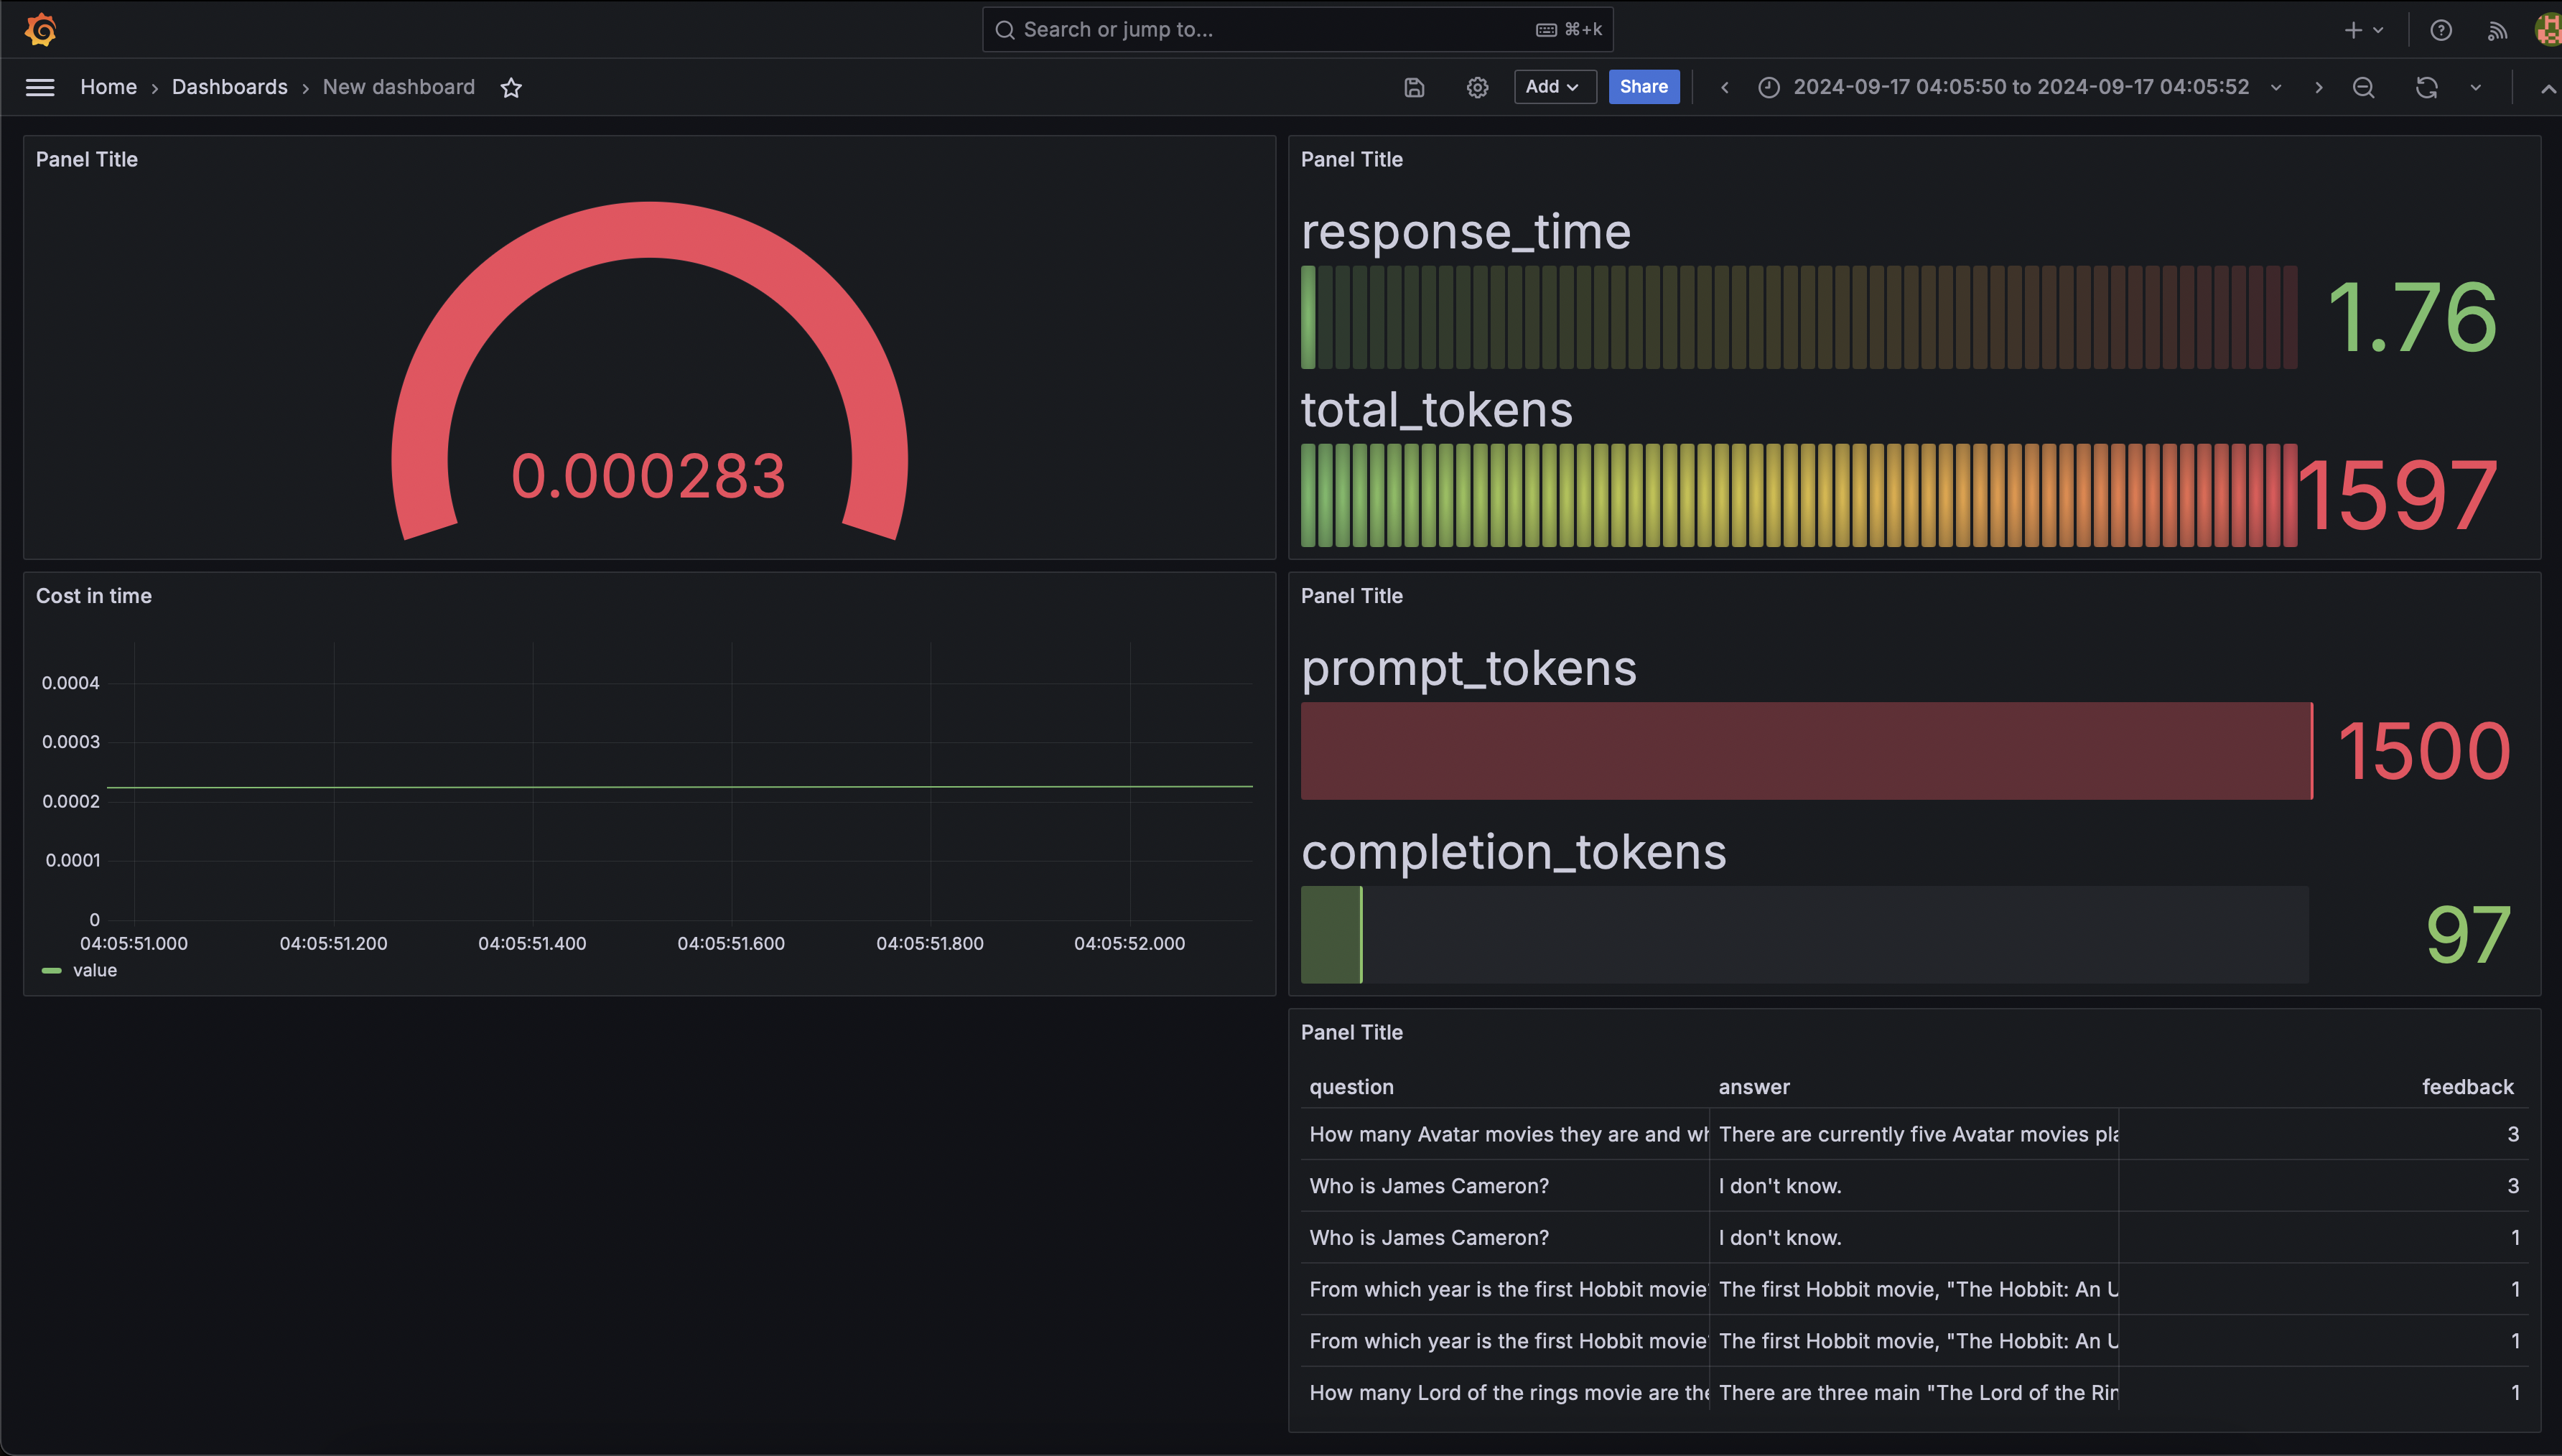 Search or jump to... ⌘+k
Home › Dashboards › New dashboard
Add
Share
2024-09-17 04:05:50 to 2024-09-17 04:05:52
Panel Title
0.000283
Panel Title
response_time
1.76
total_tokens
1597
Cost in time
0.0004
0.0003
0.0002
0.0001
0
04:05:51.000 04:05:51.200 04:05:51.400 04:05:51.600 04:05:51.800 04:05:52.000
value
Panel Title
prompt_tokens
1500
completion_tokens
97
Panel Title
question answer feedback
How many Avatar movies they are and There are currently five Avatar movies 3
Who is James Cameron? I don't know. 3
Who is James Cameron? I don't know. 1
From which year is the first Hobbit movie The first Hobbit movie, "The Hobbit: An 1
From which year is the first Hobbit movie The first Hobbit movie, "The Hobbit: An 1
How many Lord of the rings movie are There are three main "The Lord of the 1